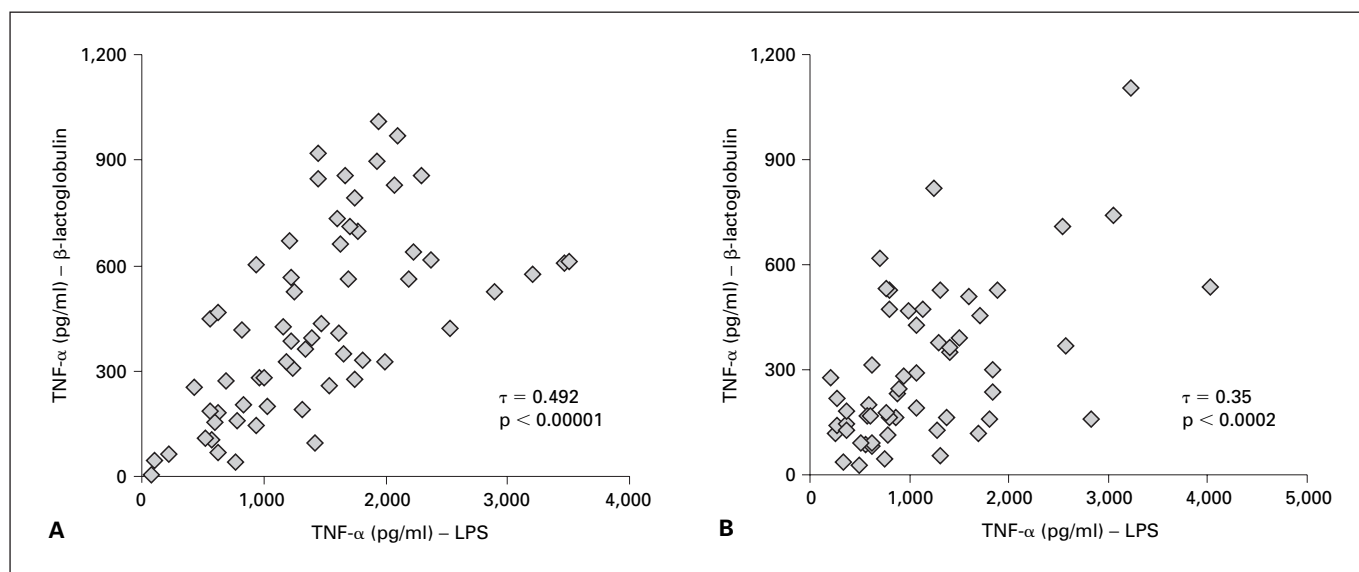 1,200
900
600
300
0
TNF-α (pg/ml) – β-lactoglobulin
0
1,000
2,000
3,000
4,000
TNF-α (pg/ml) – LPS
τ = 0.492
p < 0.00001
A
1,200
900
600
300
0
TNF-α (pg/ml) – β-lactoglobulin
0
1,000
2,000
3,000
4,000
5,000
TNF-α (pg/ml) – LPS
τ = 0.35
p < 0.0002
B